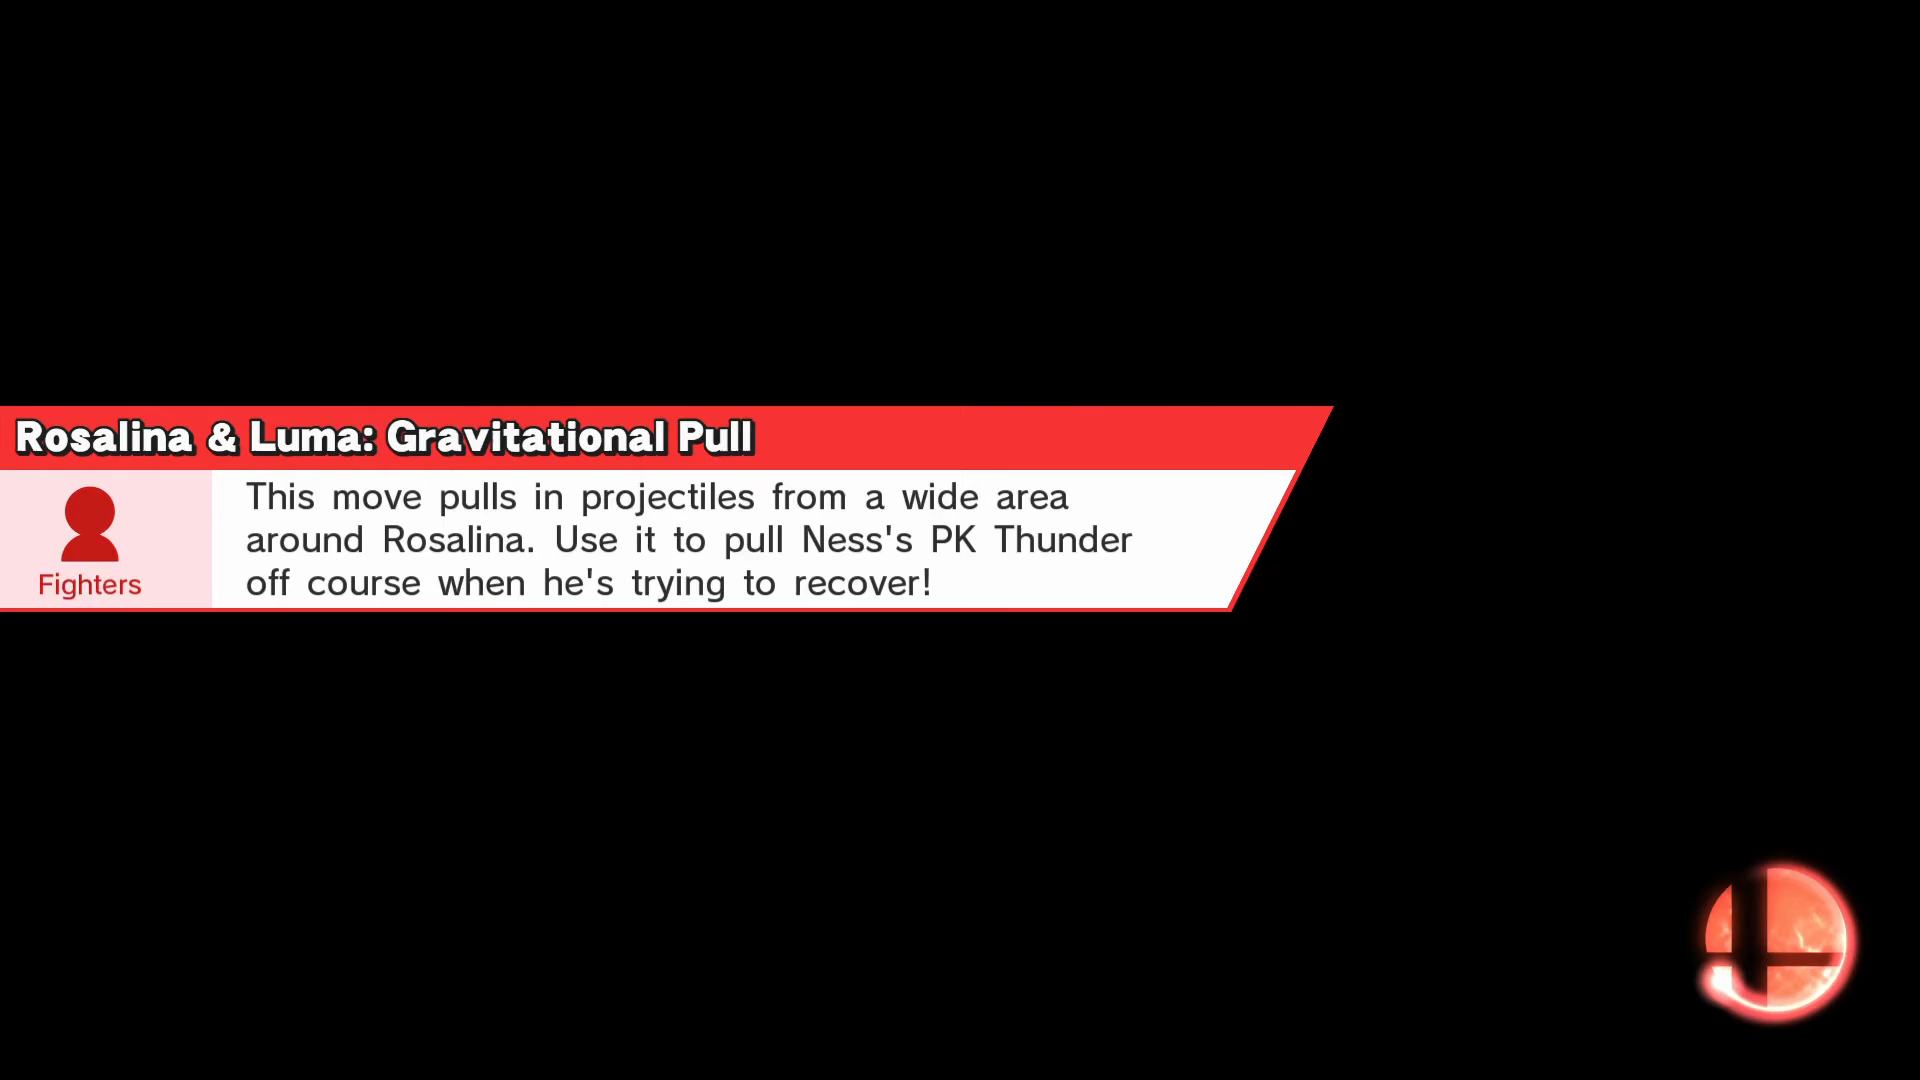 Rosalina & Luma: Gravitational Pull
Fighters
This move pulls in projectiles from a wide area
around Rosalina. Use it to pull Ness's PK Thunder
off course when he's trying to recover!